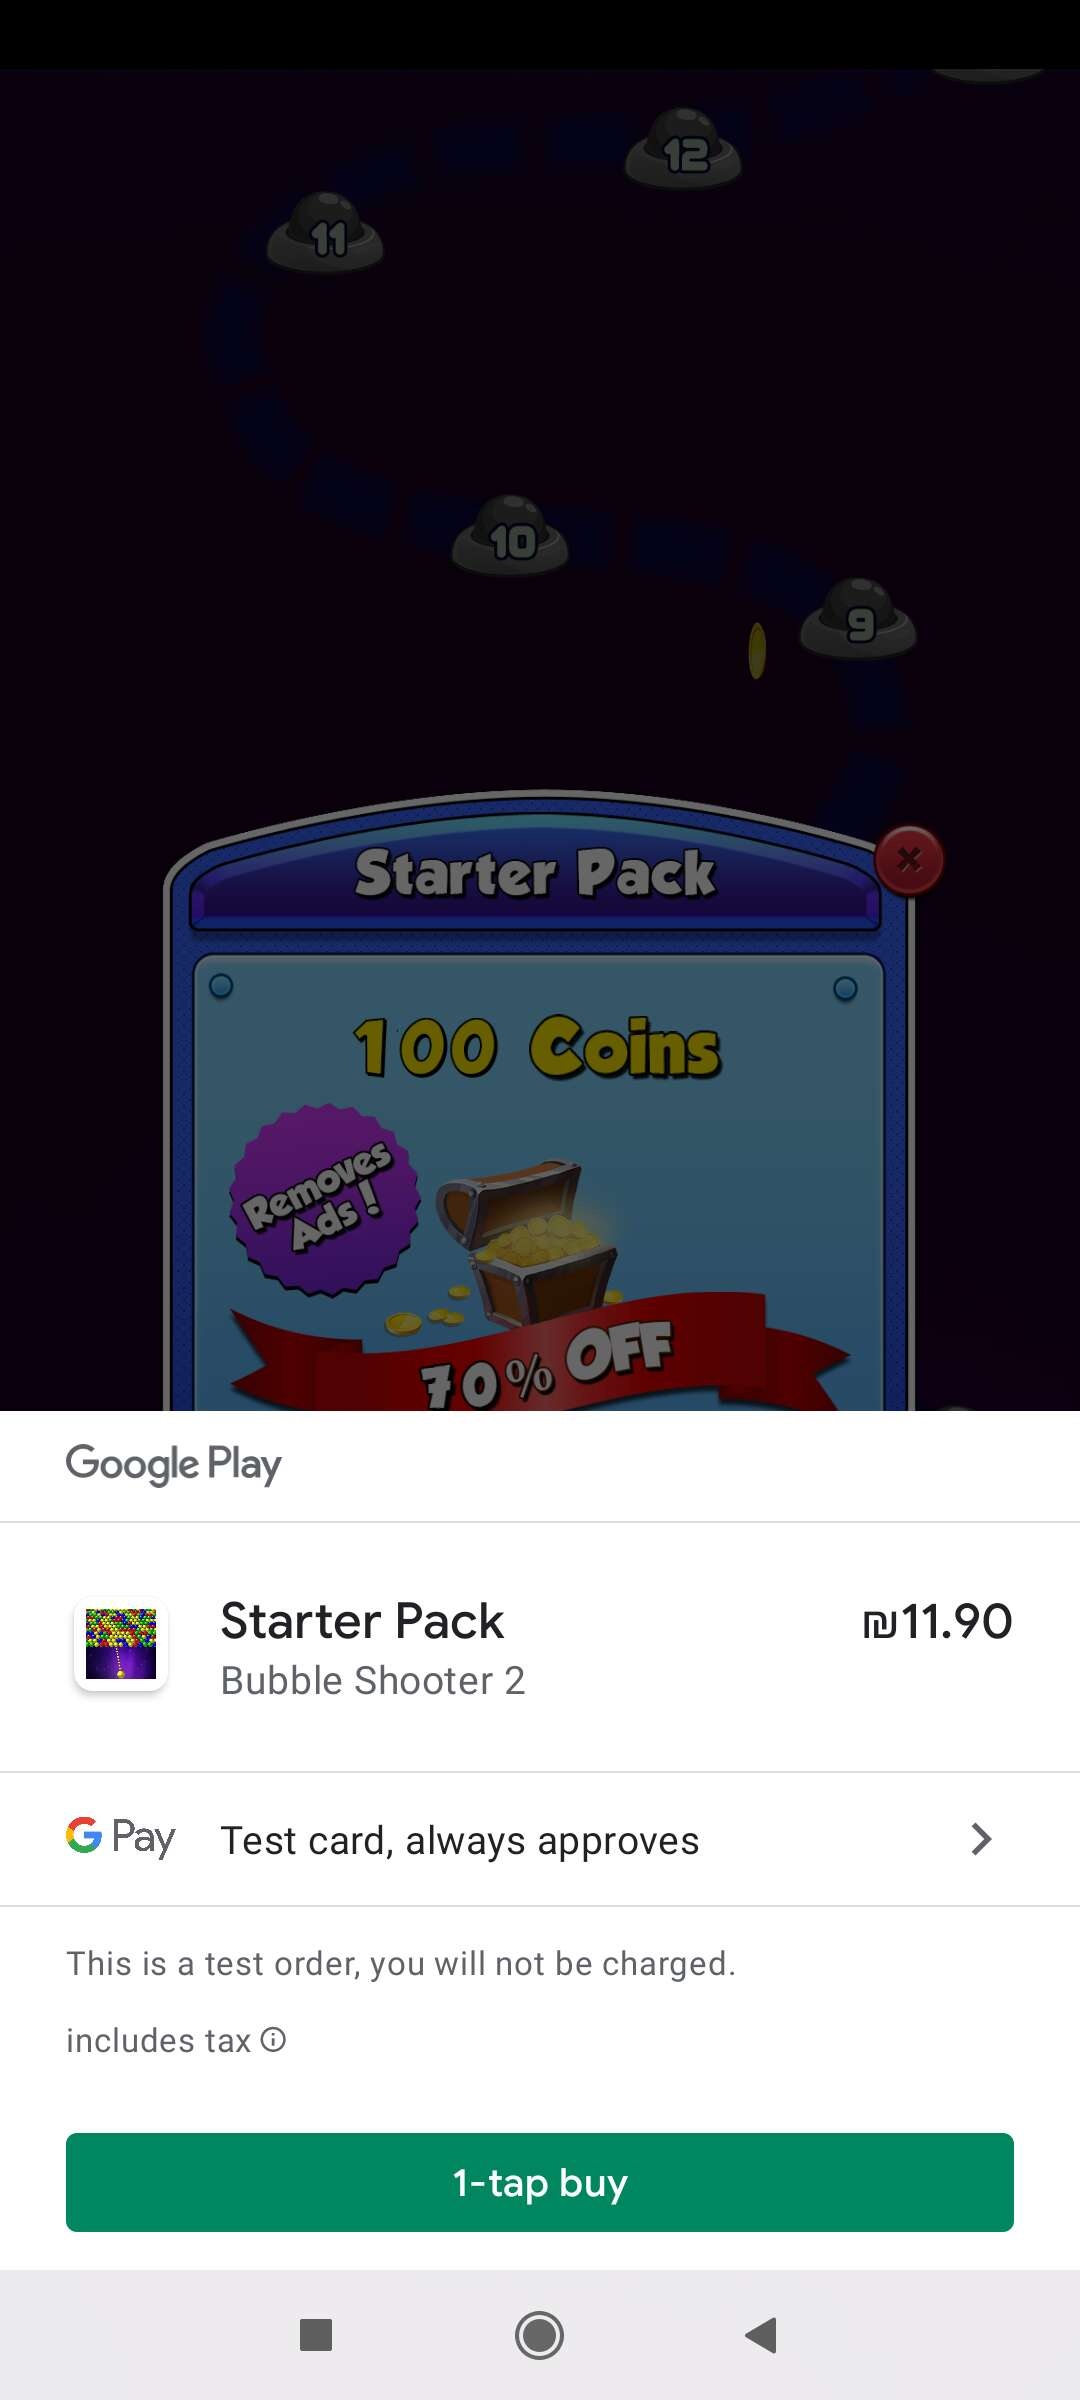 12
11
10
9
Starter Pack
100 Coins
Removes
Ads!
70% OFF
Google Play
Starter Pack
₪11.90
Bubble Shooter 2
G Pay
Test card, always approves
This is a test order, you will not be charged.
includes tax
1-tap buy